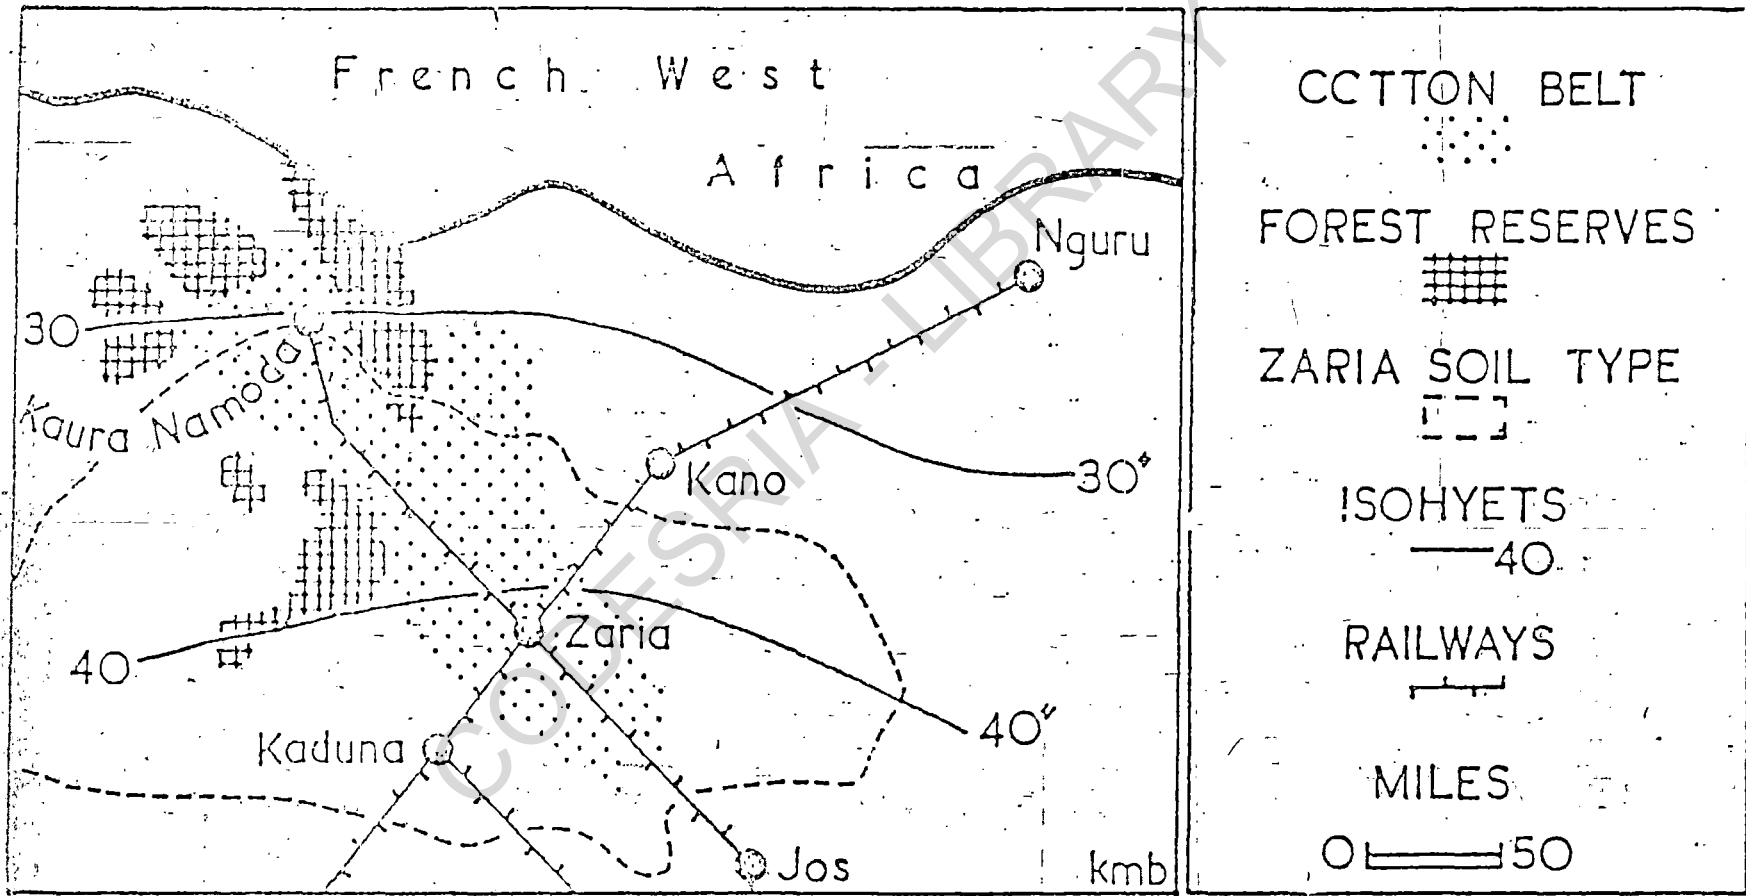 French West
Africa
Nguru
30
Kaura Namoda
Kano
30"
Zaria
40
40"
Kaduna
Jos
kmb
CCTTON BELT
FOREST RESERVES
ZARIA SOIL TYPE
ISOHYETS
40
RAILWAYS
MILES
0 50
CODESRIA - LIBRARY